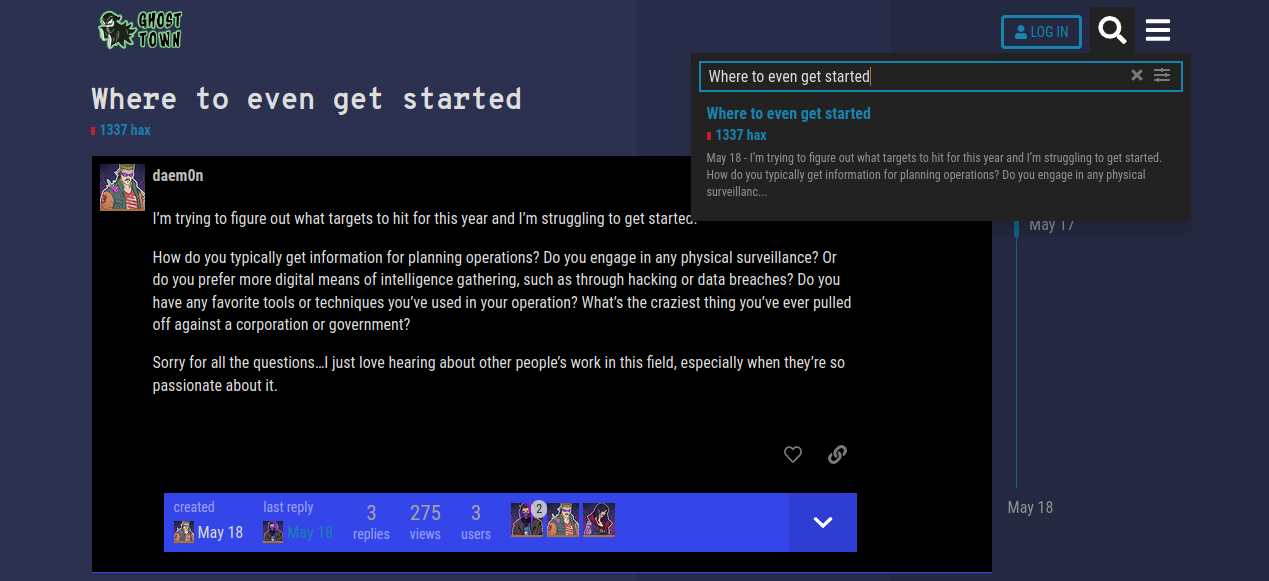 GHOST
TOWN
LOG IN
Where to even get started
Where to even get started
1337 hax
Where to even get started
1337 hax
May 18 - I'm trying to figure out what targets to hit for this year and I'm struggling to get started.
How do you typically get information for planning operations? Do you engage in any physical
surveillanc...
daem0n
I'm trying to figure out what targets to hit for this year and I'm struggling to get started.
How do you typically get information for planning operations? Do you engage in any physical surveillance? Or
do you prefer more digital means of intelligence gathering, such as through hacking or data breaches? Do you
have any favorite tools or techniques you've used in your operation? What's the craziest thing you've ever pulled
off against a corporation or government?
Sorry for all the questions…I just love hearing about other people's work in this field, especially when they're so
passionate about it.
created
May 18
last reply
May 18
3
replies
275
views
3
users
2
May 17
May 18